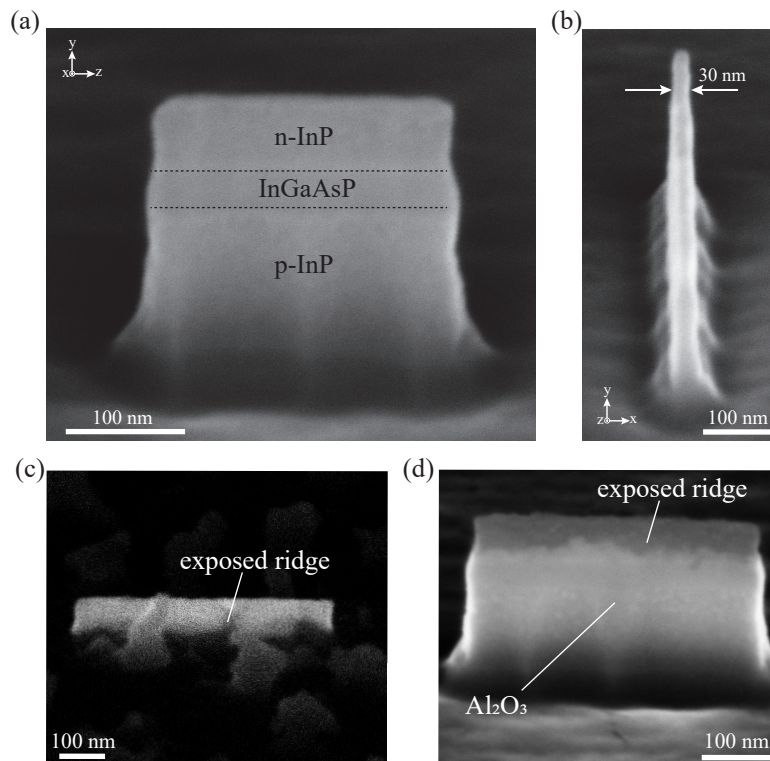 (a)
y
x z
n-InP
InGaAsP
p-InP
100 nm
(b)
30 nm
y
z x
100 nm
(c)
exposed ridge
100 nm
(d)
exposed ridge
Al₂O₃
100 nm